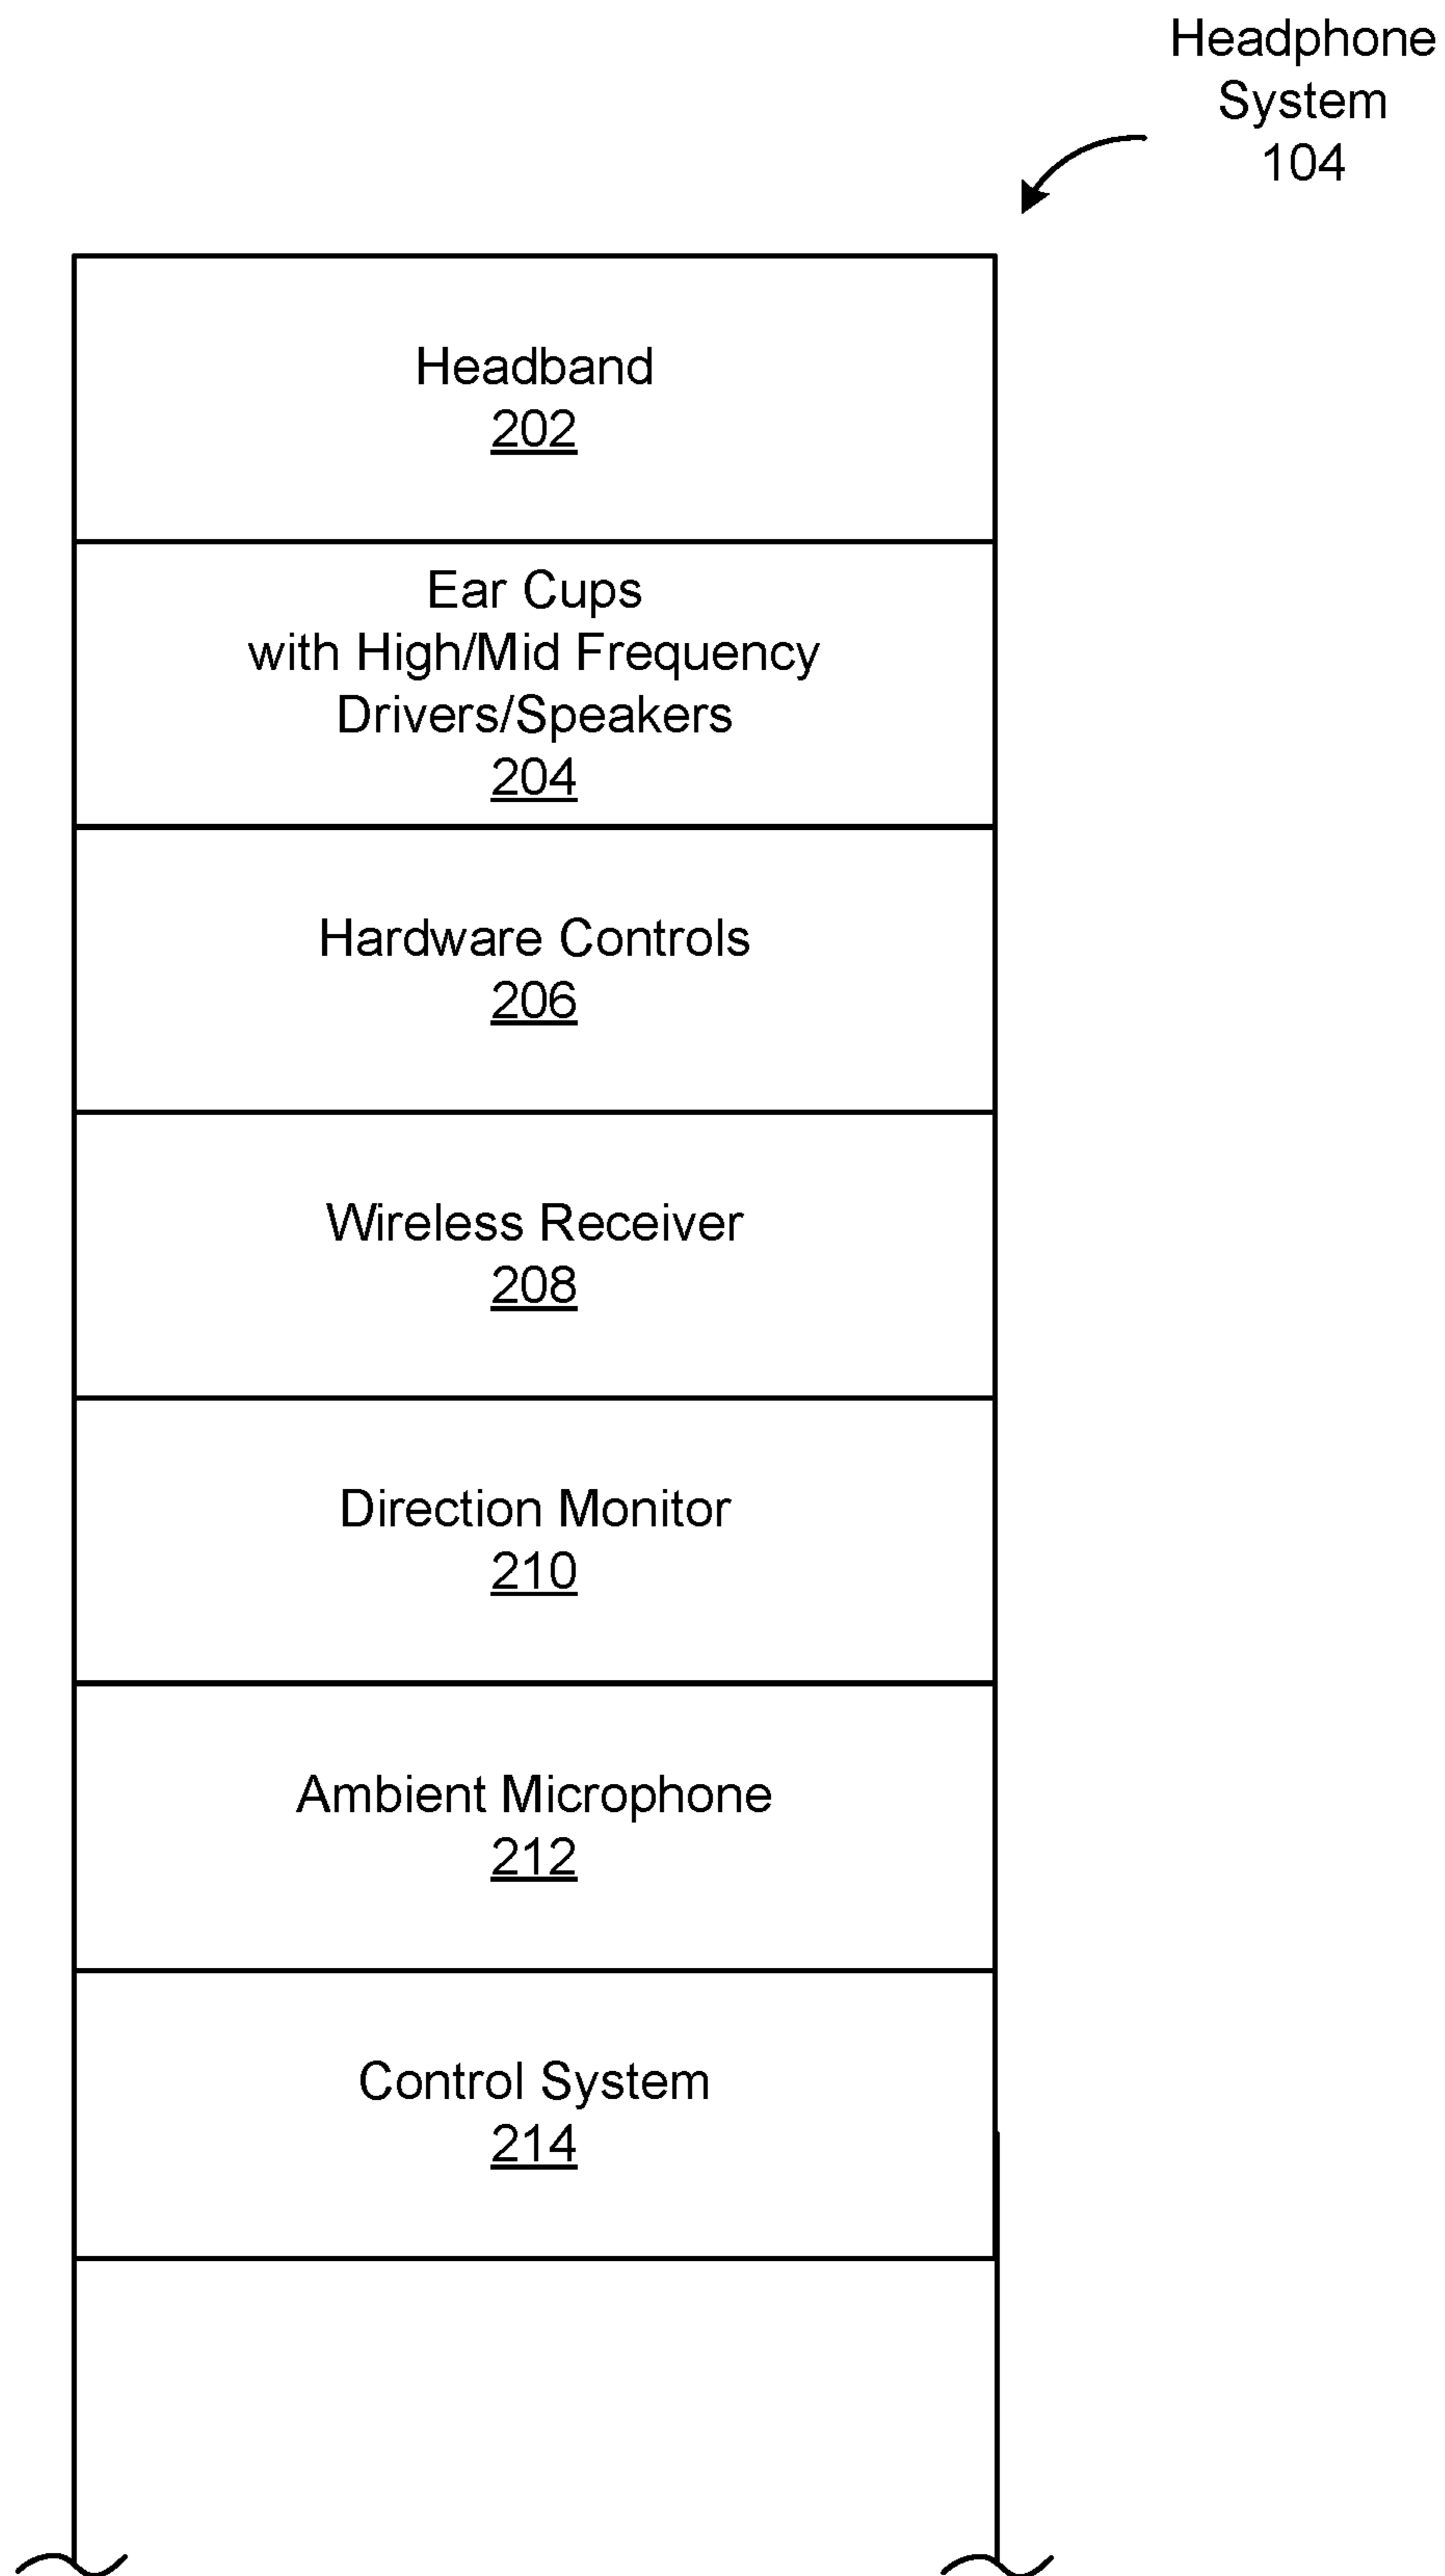 Headphone
System
104
Headband
202
Ear Cups
with High/Mid Frequency
Drivers/Speakers
204
Hardware Controls
206
Wireless Receiver
208
Direction Monitor
210
Ambient Microphone
212
Control System
214